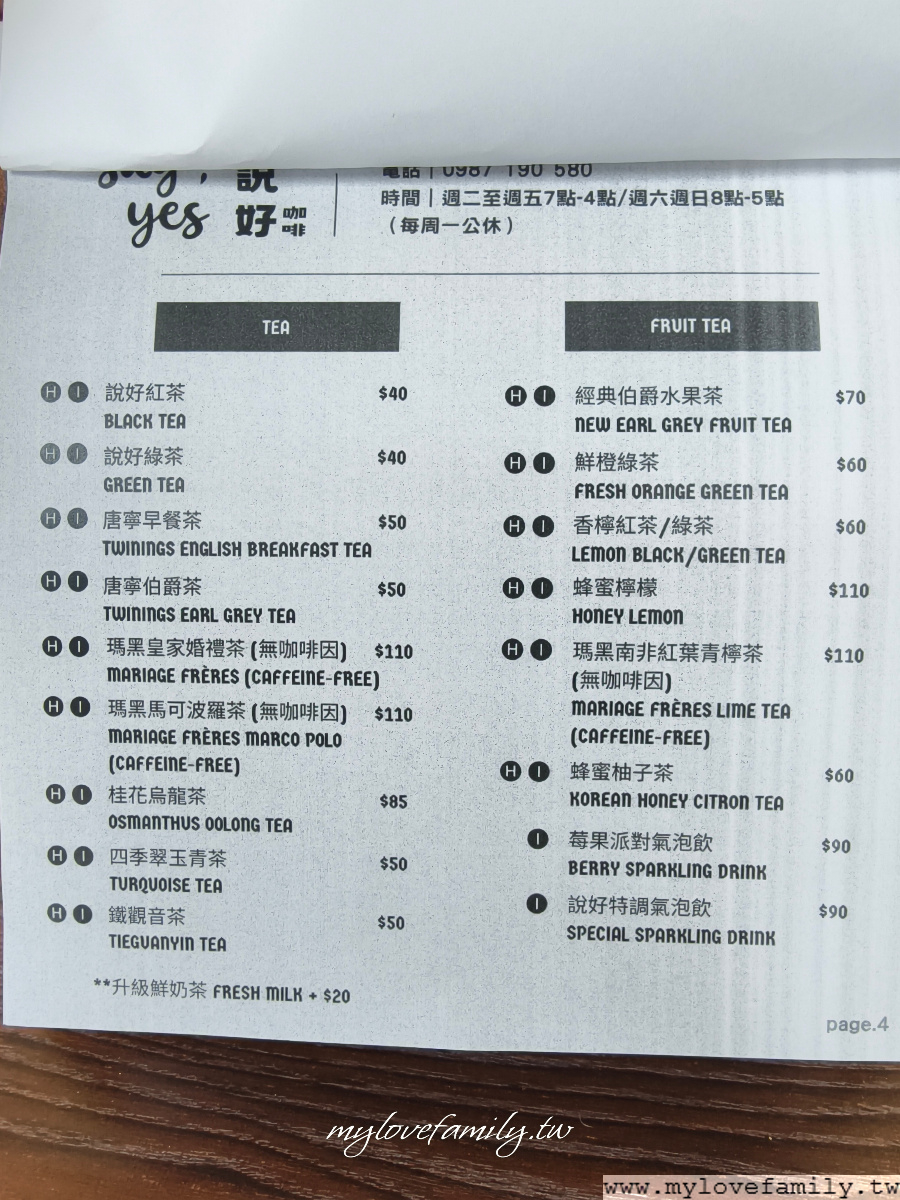 say,
yes
說
好 咖啡
電話 | 0987 190 580
時間 | 週二至週五7點-4點/週六週日8點-5點
（每周一公休）
TEA
H I 說好紅茶 $40
BLACK TEA
H I 說好綠茶 $40
GREEN TEA
H I 唐寧早餐茶 $50
TWININGS ENGLISH BREAKFAST TEA
H I 唐寧伯爵茶 $50
TWININGS EARL GREY TEA
H I 瑪黑皇家婚禮茶 (無咖啡因) $110
MARIAGE FRÈRES (CAFFEINE-FREE)
H I 瑪黑馬可波羅茶 (無咖啡因) $110
MARIAGE FRÈRES MARCO POLO
(CAFFEINE-FREE)
H I 桂花烏龍茶 $85
OSMANTHUS OOLONG TEA
H I 四季翠玉青茶 $50
TURQUOISE TEA
H I 鐵觀音茶 $50
TIEGUANYIN TEA
**升級鮮奶茶 FRESH MILK + $20
FRUIT TEA
H I 經典伯爵水果茶 $70
NEW EARL GREY FRUIT TEA
H I 鮮橙綠茶 $60
FRESH ORANGE GREEN TEA
H I 香檸紅茶/綠茶 $60
LEMON BLACK/GREEN TEA
H I 蜂蜜檸檬 $110
HONEY LEMON
H I 瑪黑南非紅葉青檸茶 $110
(無咖啡因)
MARIAGE FRÈRES LIME TEA
(CAFFEINE-FREE)
H I 蜂蜜柚子茶 $60
KOREAN HONEY CITRON TEA
I 莓果派對氣泡飲 $90
BERRY SPARKLING DRINK
I 說好特調氣泡飲 $90
SPECIAL SPARKLING DRINK
page.4
mylovefamily.tw
www.mylovefamily.tw